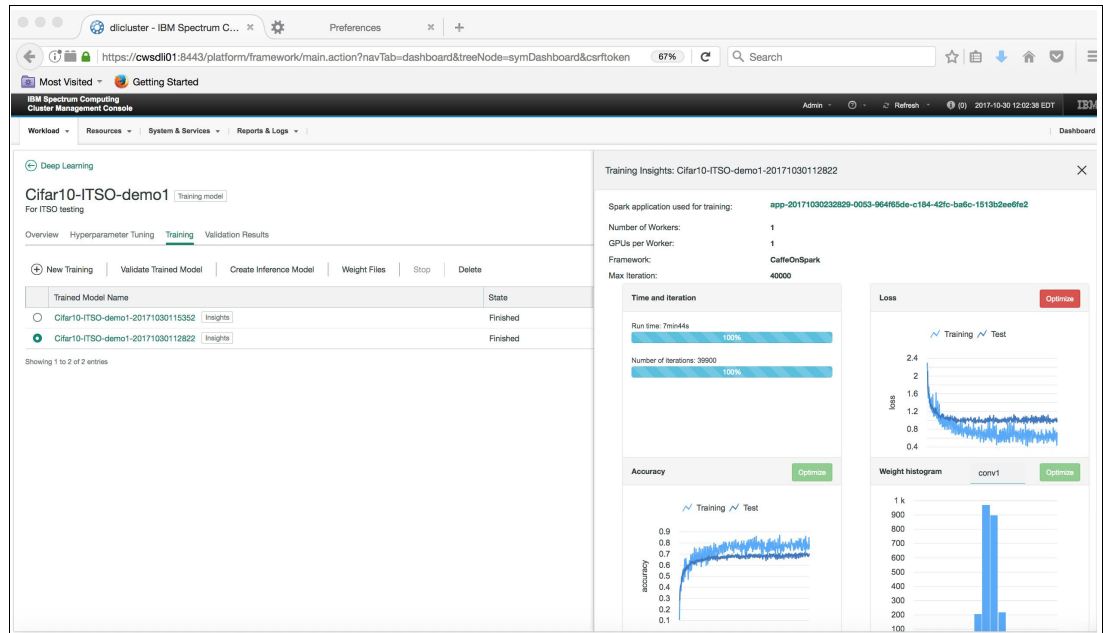 dlicluster - IBM Spectrum C... ×
Preferences ×
https://cwsdli01:8443/platform/framework/main.action?navTab=dashboard&treeNode=symDashboard&csrftoken 67% Search
Most Visited Getting Started
IBM Spectrum Computing
Cluster Management Console
Admin Refresh (0) 2017-10-30 12:02:38 EDT IBM
Workload Resources System & Services Reports & Logs Dashboard
Deep Learning
Cifar10-ITSO-demo1 Training model
For ITSO testing
Overview Hyperparameter Tuning Training Validation Results
New Training Validate Trained Model Create Inference Model Weight Files Stop Delete
Trained Model Name State
Cifar10-ITSO-demo1-20171030115352 Insights Finished
Cifar10-ITSO-demo1-20171030112822 Insights Finished
Showing 1 to 2 of 2 entries
Training Insights: Cifar10-ITSO-demo1-20171030112822
Spark application used for training: app-20171030232829-0053-964f65de-c184-42fc-ba6c-1513b2ee6fe2
Number of Workers: 1
GPUs per Worker: 1
Framework: CaffeOnSpark
Max Iteration: 40000
Time and iteration
Run time: 7min44s
100%
Number of iterations: 39900
100%
Loss Optimize
Training Test
2.4
2
1.6
1.2
0.8
0.4
loss
Accuracy Optimize
Training Test
0.9
0.8
0.7
0.6
0.5
0.4
0.3
0.2
0.1
accuracy
Weight histogram conv1 Optimize
1 k
900
800
700
600
500
400
300
200
100